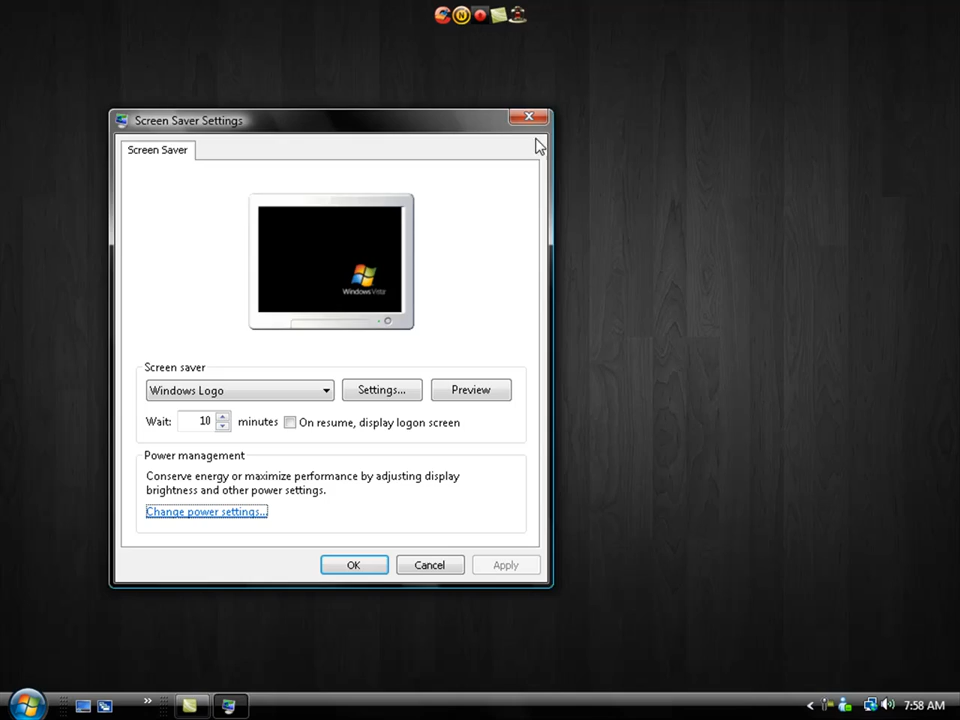 Screen Saver Settings
Screen Saver
Windows Vista
Screen saver
Windows Logo
Settings...
Preview
Wait: 10 minutes On resume, display logon screen
Power management
Conserve energy or maximize performance by adjusting display
brightness and other power settings.
Change power settings...
OK
Cancel
Apply
7:58 AM